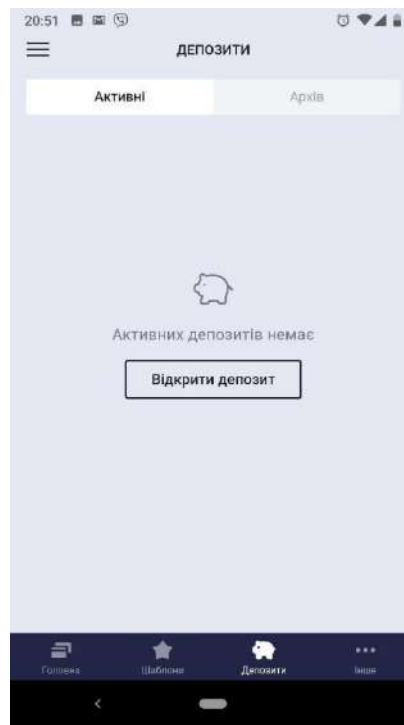 20:51
ДЕПОЗИТИ
Активні
Архів
Активних депозитів немає
Відкрити депозит
Головна
Шаблони
Депозити
Інше